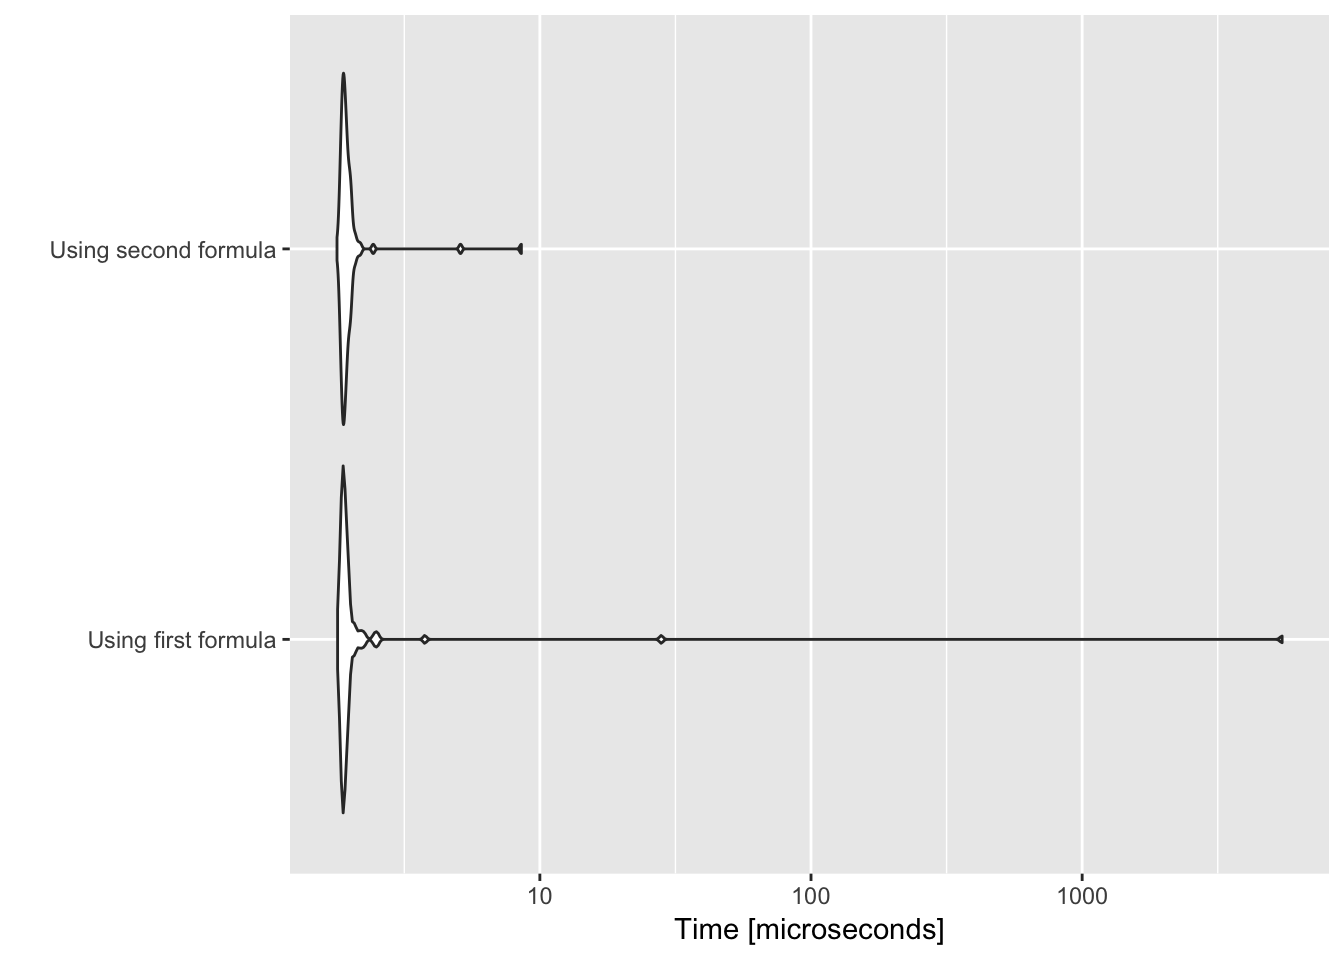 Using second formula
Using first formula
10 100 1000
Time [microseconds]